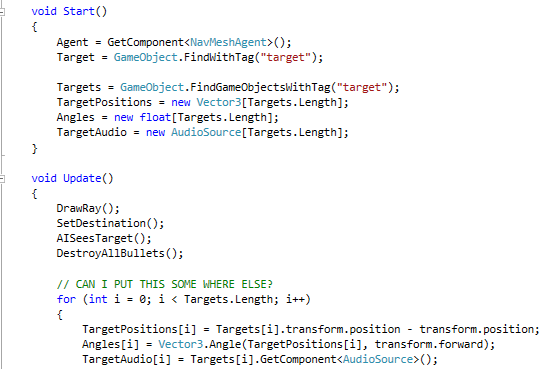 void Start()
{
Agent = GetComponent<NavMeshAgent>();
Target = GameObject.FindWithTag("target");
Targets = GameObject.FindGameObjectsWithTag("target");
TargetPositions = new Vector3[Targets.Length];
Angles = new float[Targets.Length];
TargetAudio = new AudioSource[Targets.Length];
}
void Update()
{
DrawRay();
SetDestination();
AISeesTarget();
DestroyAllBullets();
// CAN I PUT THIS SOME WHERE ELSE?
for (int i = 0; i < Targets.Length; i++)
{
TargetPositions[i] = Targets[i].transform.position - transform.position;
Angles[i] = Vector3.Angle(TargetPositions[i], transform.forward);
TargetAudio[i] = Targets[i].GetComponent<AudioSource>();